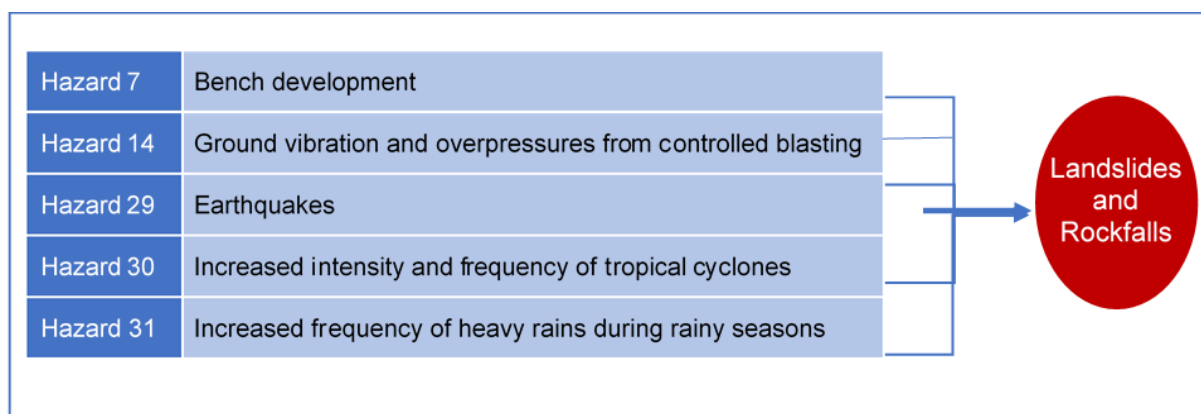 Hazard 7 Bench development
Hazard 14 Ground vibration and overpressures from controlled blasting
Hazard 29 Earthquakes
Hazard 30 Increased intensity and frequency of tropical cyclones
Hazard 31 Increased frequency of heavy rains during rainy seasons
Landslides
and
Rockfalls